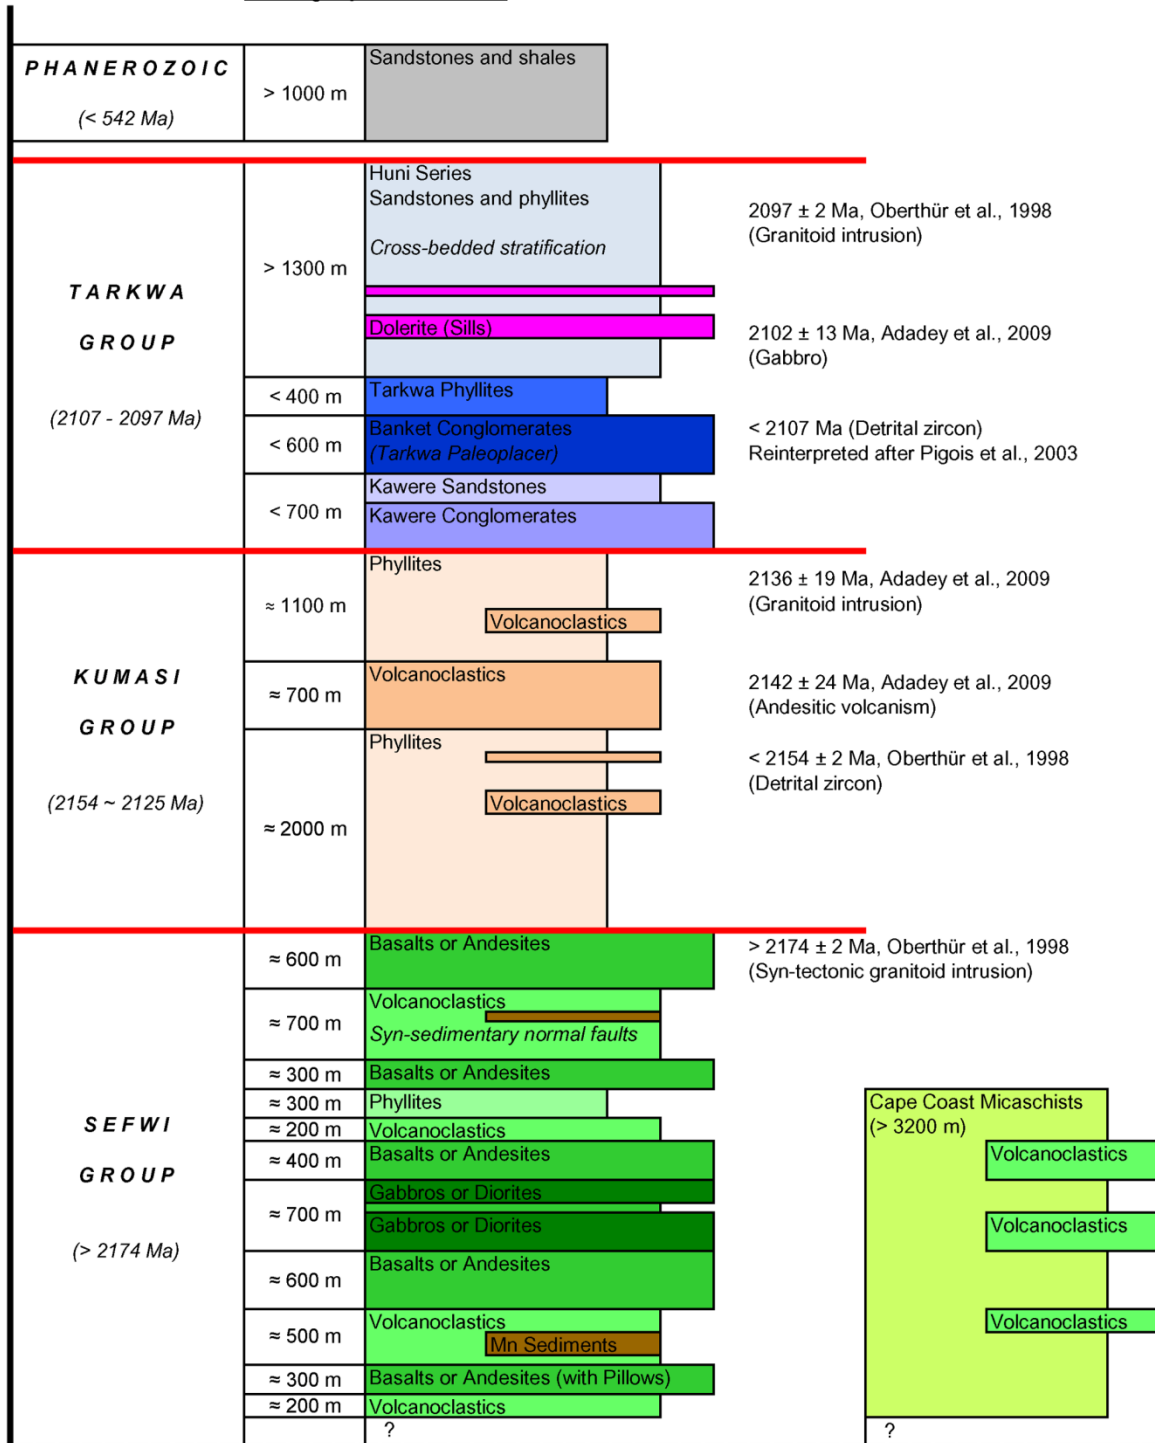 PHANEROZOIC
(< 542 Ma)
> 1000 m
Sandstones and shales
TARKWA
GROUP
(2107 - 2097 Ma)
> 1300 m
Huni Series
Sandstones and phyllites
Cross-bedded stratification
Dolerite (Sills)
2097 ± 2 Ma, Oberthür et al., 1998
(Granitoid intrusion)
2102 ± 13 Ma, Adadey et al., 2009
(Gabbro)
< 400 m
Tarkwa Phyllites
< 600 m
Banket Conglomerates
(Tarkwa Paleoplacer)
< 2107 Ma (Detrital zircon)
Reinterpreted after Pigois et al., 2003
< 700 m
Kawere Sandstones
Kawere Conglomerates
KUMASI
GROUP
(2154 ~ 2125 Ma)
≈ 1100 m
Phyllites
Volcanoclastics
2136 ± 19 Ma, Adadey et al., 2009
(Granitoid intrusion)
≈ 700 m
Volcanoclastics
2142 ± 24 Ma, Adadey et al., 2009
(Andesitic volcanism)
≈ 2000 m
Phyllites
Volcanoclastics
< 2154 ± 2 Ma, Oberthür et al., 1998
(Detrital zircon)
SEFWI
GROUP
(> 2174 Ma)
≈ 600 m
Basalts or Andesites
> 2174 ± 2 Ma, Oberthür et al., 1998
(Syn-tectonic granitoid intrusion)
≈ 700 m
Volcanoclastics
Syn-sedimentary normal faults
≈ 300 m
Basalts or Andesites
≈ 300 m
Phyllites
≈ 200 m
Volcanoclastics
≈ 400 m
Basalts or Andesites
≈ 700 m
Gabbros or Diorites
Gabbros or Diorites
≈ 600 m
Basalts or Andesites
≈ 500 m
Volcanoclastics
Mn Sediments
≈ 300 m
Basalts or Andesites (with Pillows)
≈ 200 m
Volcanoclastics
?
Cape Coast Micaschists
(> 3200 m)
Volcanoclastics
Volcanoclastics
Volcanoclastics
?